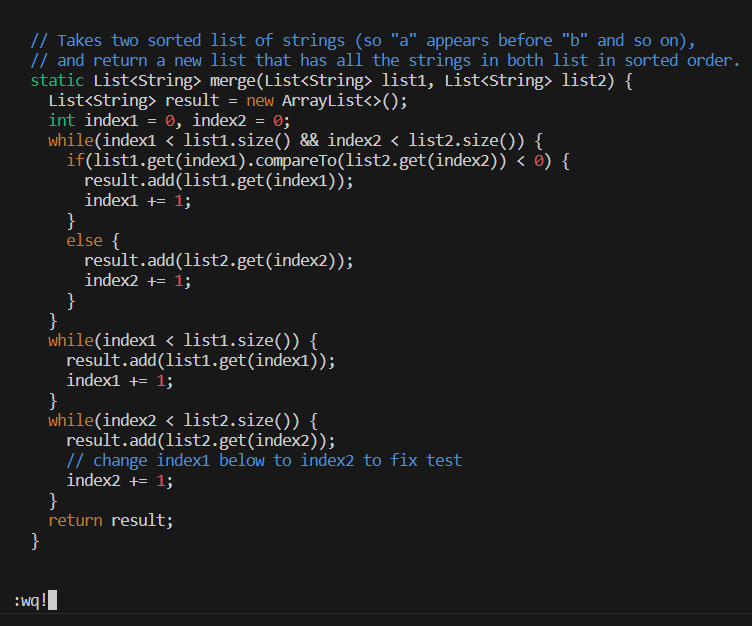 // Takes two sorted list of strings (so "a" appears before "b" and so on),
// and return a new list that has all the strings in both list in sorted order.
static List<String> merge(List<String> list1, List<String> list2) {
  List<String> result = new ArrayList<>();
  int index1 = 0, index2 = 0;
  while(index1 < list1.size() && index2 < list2.size()) {
    if(list1.get(index1).compareTo(list2.get(index2)) < 0) {
      result.add(list1.get(index1));
      index1 += 1;
    }
    else {
      result.add(list2.get(index2));
      index2 += 1;
    }
  }
  while(index1 < list1.size()) {
    result.add(list1.get(index1));
    index1 += 1;
  }
  while(index2 < list2.size()) {
    result.add(list2.get(index2));
    // change index1 below to index2 to fix test
    index2 += 1;
  }
  return result;
}
:wq!